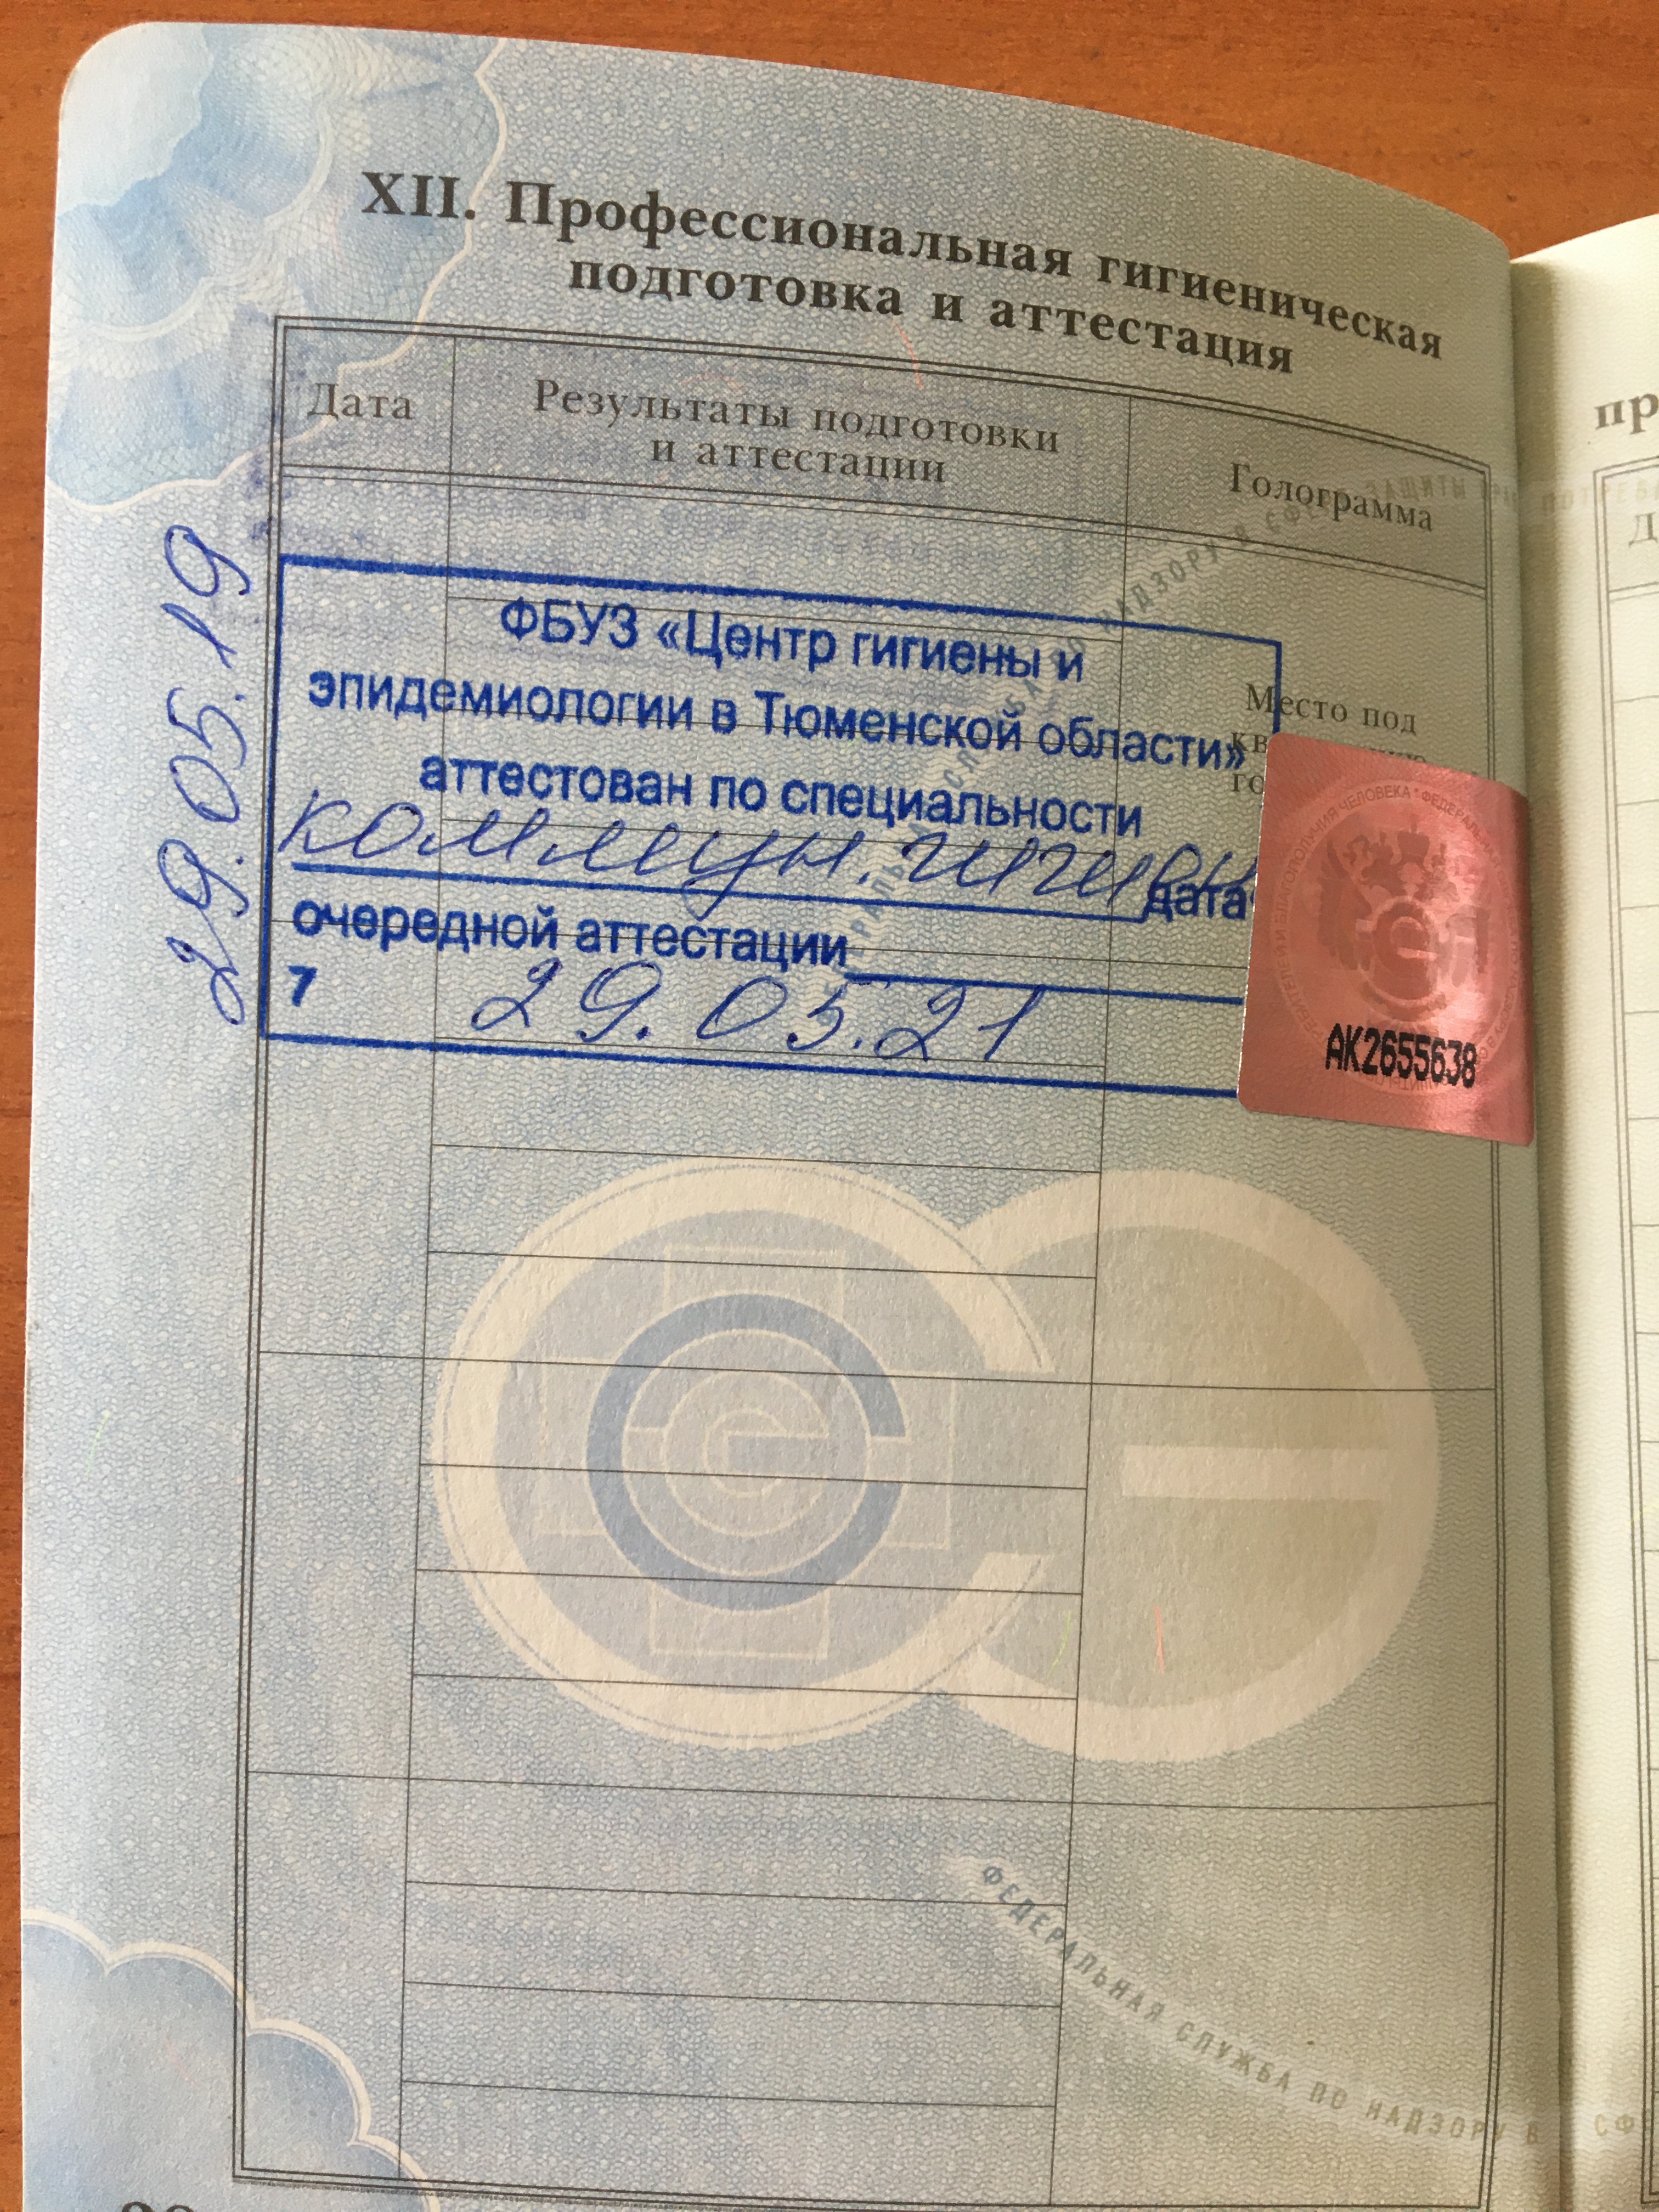 XII. Профессиональная гигиеническая
подготовка и аттестация
Дата
Результаты подготовки
и аттестации
Голограмма
29.05.19
ФБУЗ «Центр гигиены и
эпидемиологии в Тюменской области»
аттестован по специальности
коммун. гигиен
дата
очередной аттестации
7
29.05.21
Место под
АК2655638
ФЕДЕРАЛЬНАЯ СЛУЖБА ПО НАДЗОРУ В СФЕ
пр
Д